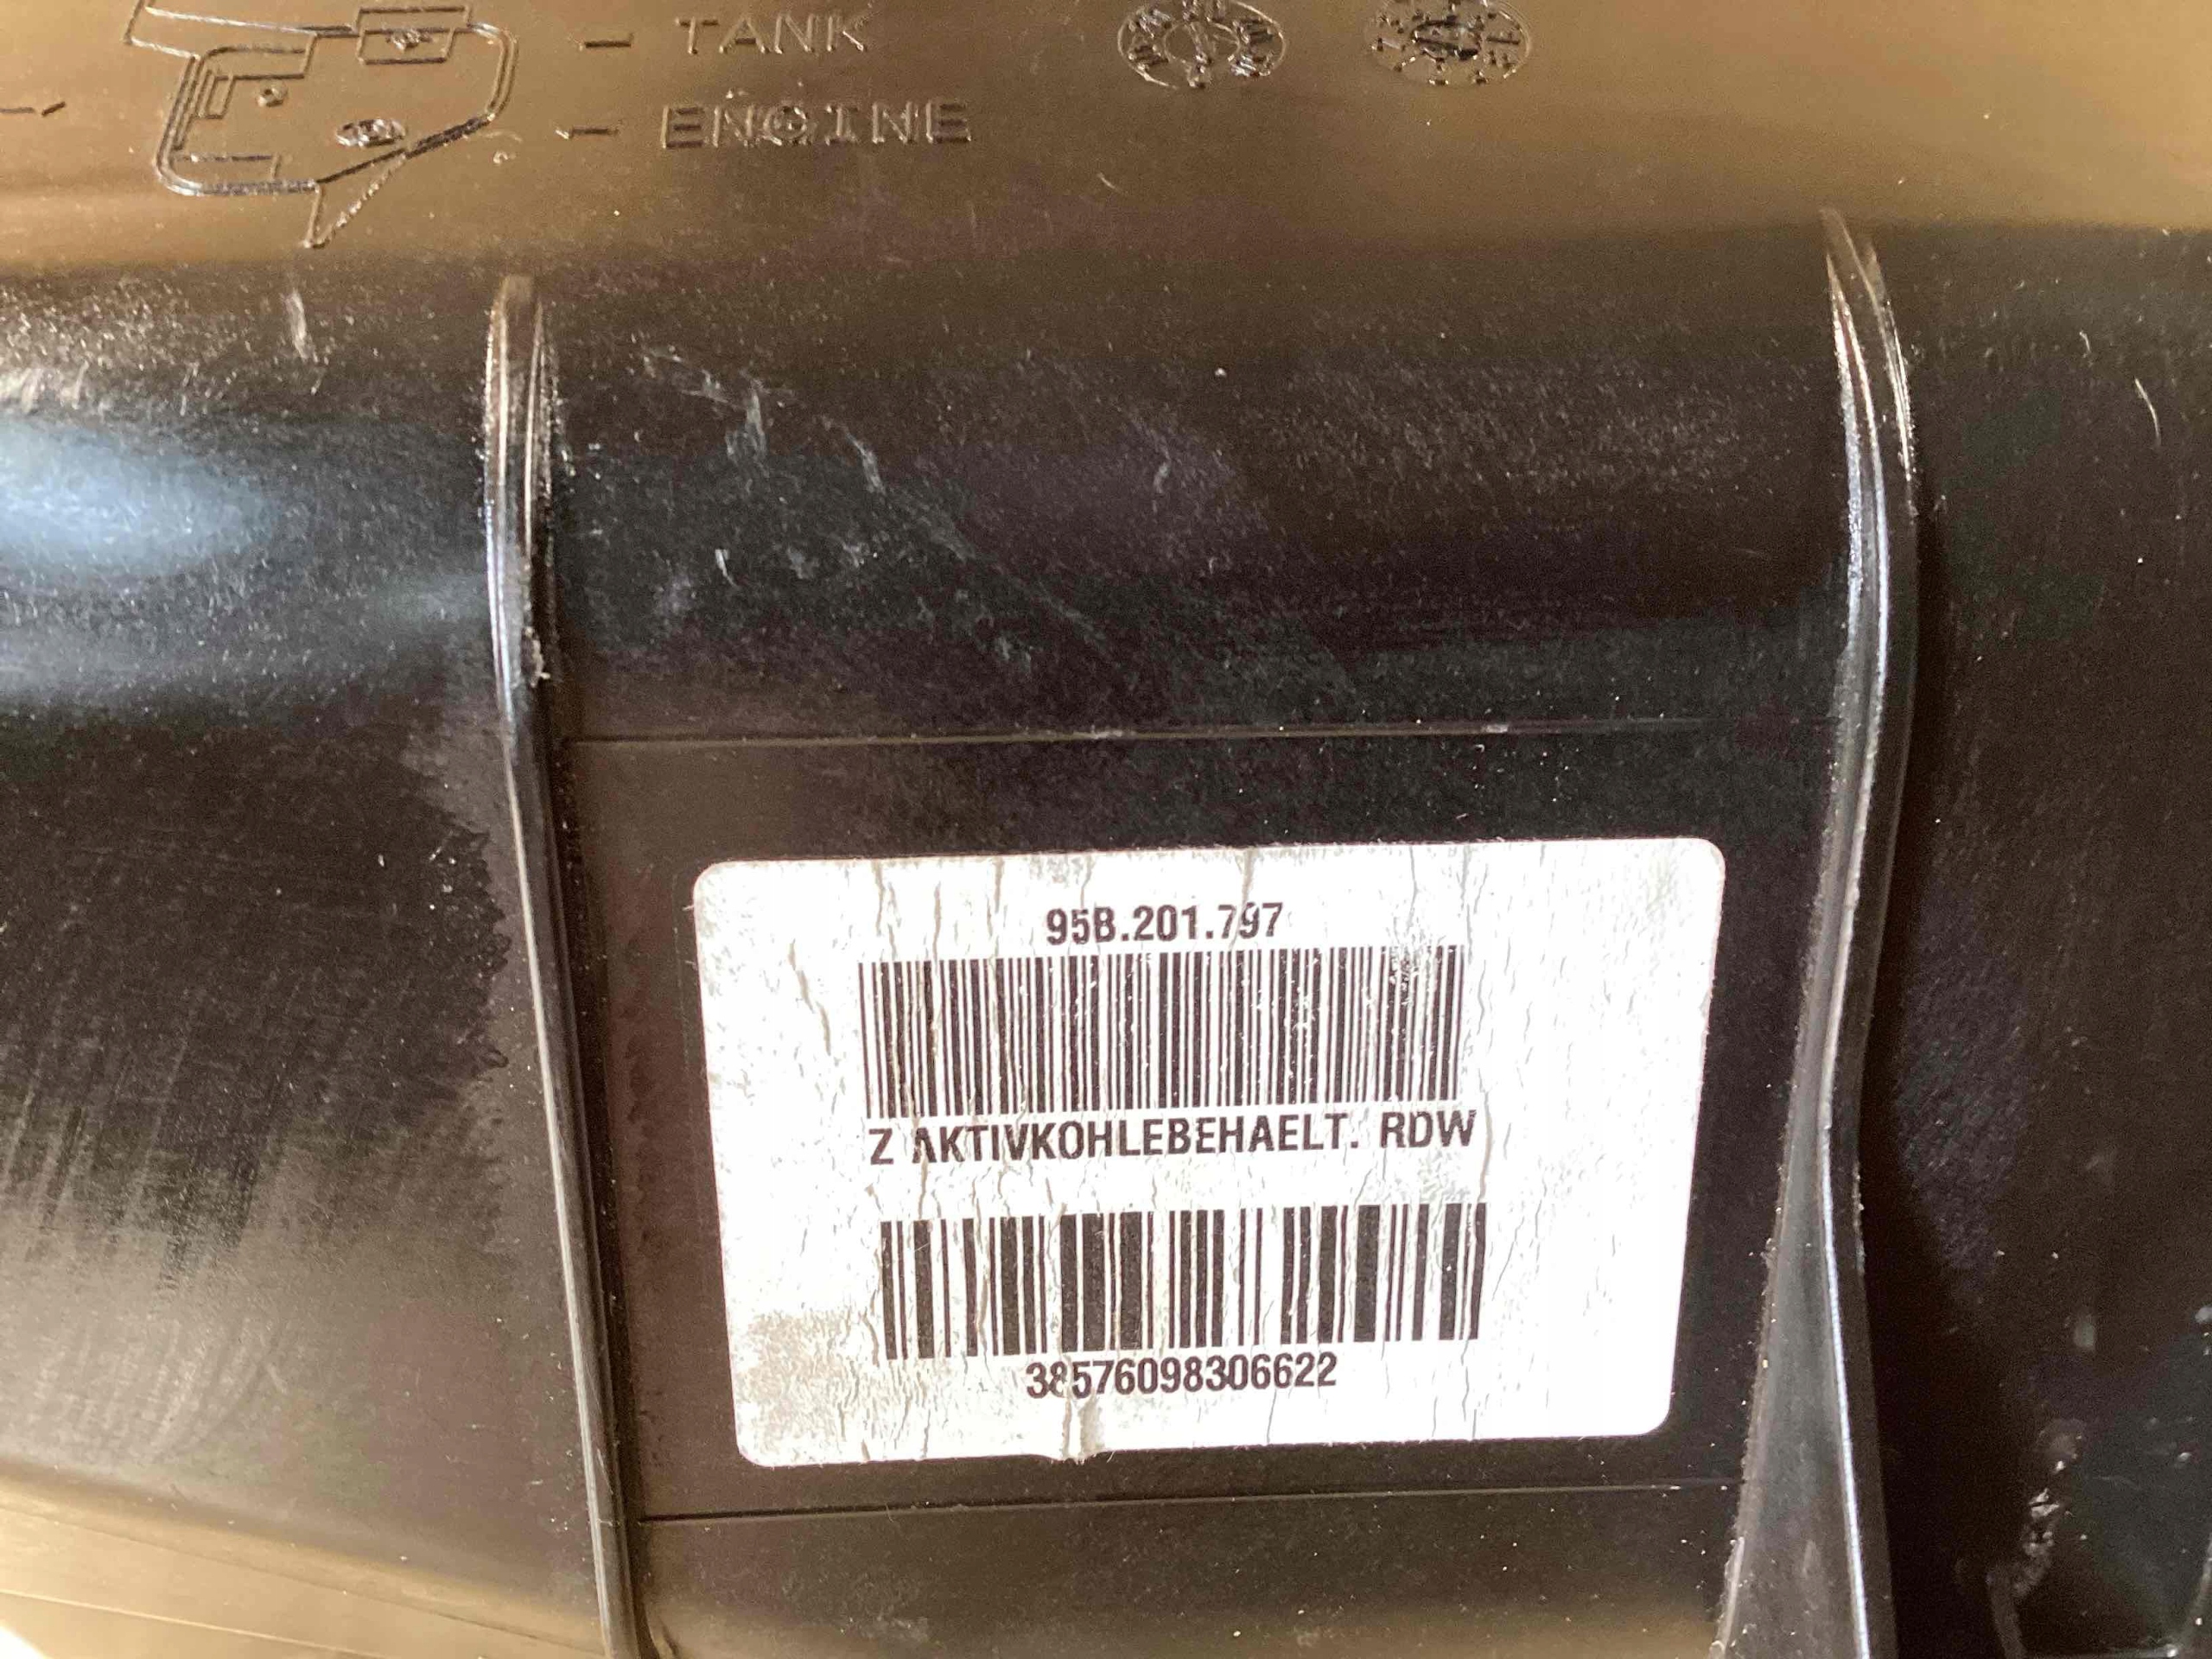 - TANK
- ENGINE
95B.201.797
Z AKTIVKOHLEBEHAELT. RDW
38576098306622